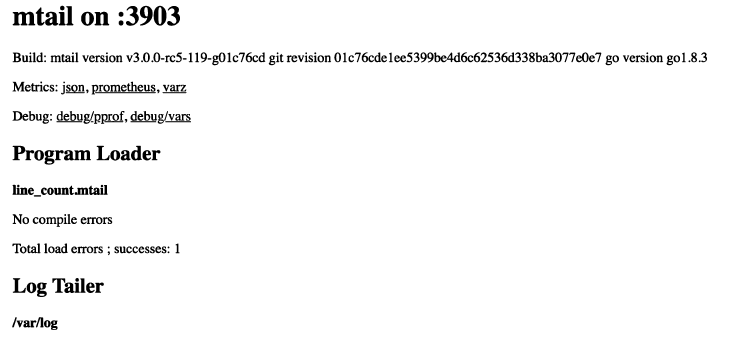 mtail on :3903
Build: mtail version v3.0.0-rc5-119-g01c76cd git revision 01c76cde1ee5399be4d6c62536d338ba3077e0e7 go version go1.8.3
Metrics: json, prometheus, varz
Debug: debug/pprof, debug/vars
Program Loader
line_count.mtail
No compile errors
Total load errors ; successes: 1
Log Tailer
/var/log